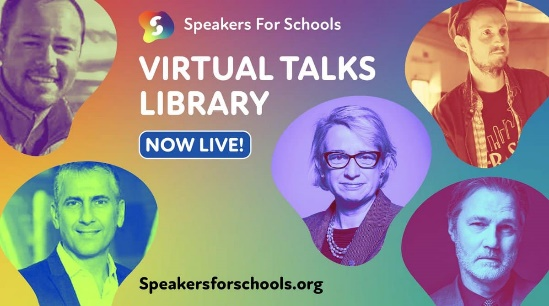 Speakers For Schools
VIRTUAL TALKS
LIBRARY
NOW LIVE!
Speakersforschools.org